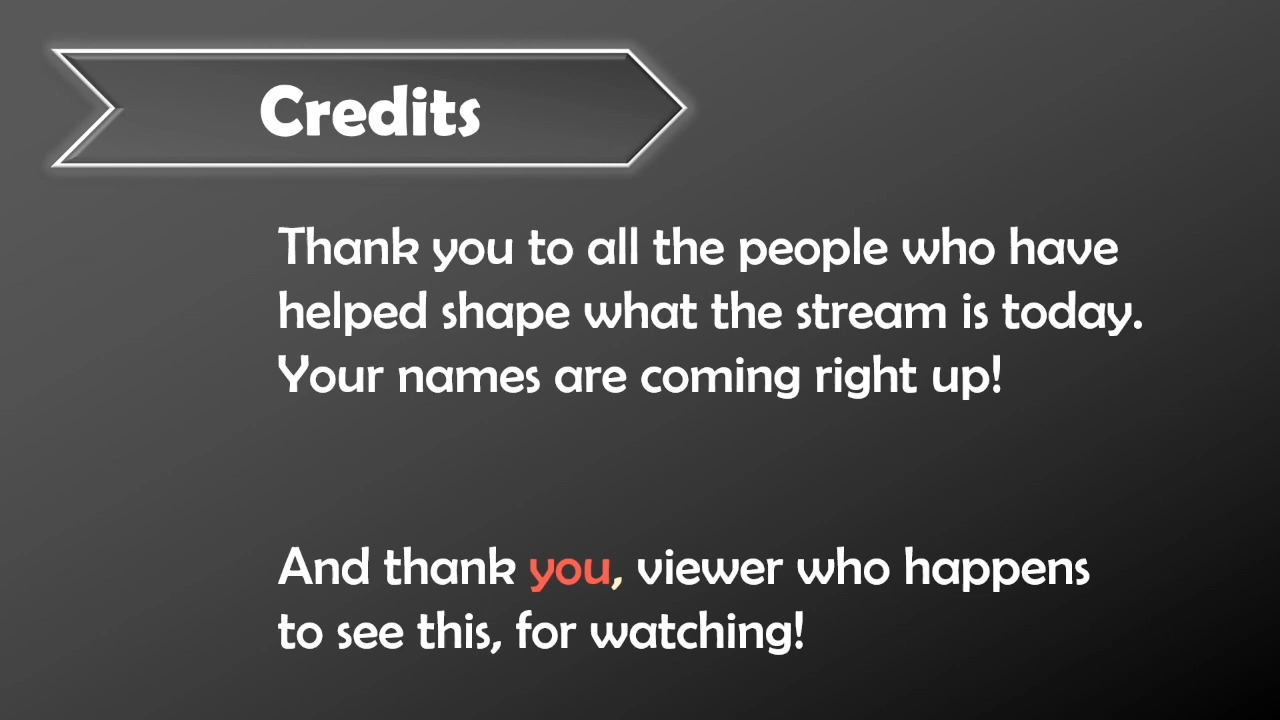 Credits
Thank you to all the people who have
helped shape what the stream is today.
Your names are coming right up!
And thank you, viewer who happens
to see this, for watching!